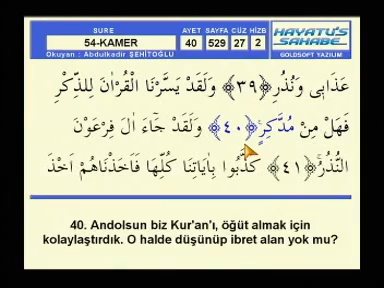 SURE
AYET SAYFA CÜZ HİZB
HAYATU'S SAHABE
54-KAMER
40 529 27 2
Okuyan : Abdulkadir ŞEHİTOĞLU
GOLDSOFT YAZILIM
عَذَابِى وَنُذُرِ ﴿٣٩﴾ وَلَقَدْ يَسَّرْنَا الْقُرْاٰنَ لِلذِّكْرِ
فَهَلْ مِنْ مُدَّكِرٍ ﴿٤٠﴾ وَلَقَدْ جَاءَ اٰلَ فِرْعَوْنَ
النُّذُرُ ﴿٤١﴾ كَذَّبُوا بِاٰيَاتِنَا كُلِّهَا فَاَخَذْنَاهُمْ اَخْذَ
40. Andolsun biz Kur'an'ı, öğüt almak için
kolaylaştırdık. O halde düşünüp ibret alan yok mu?